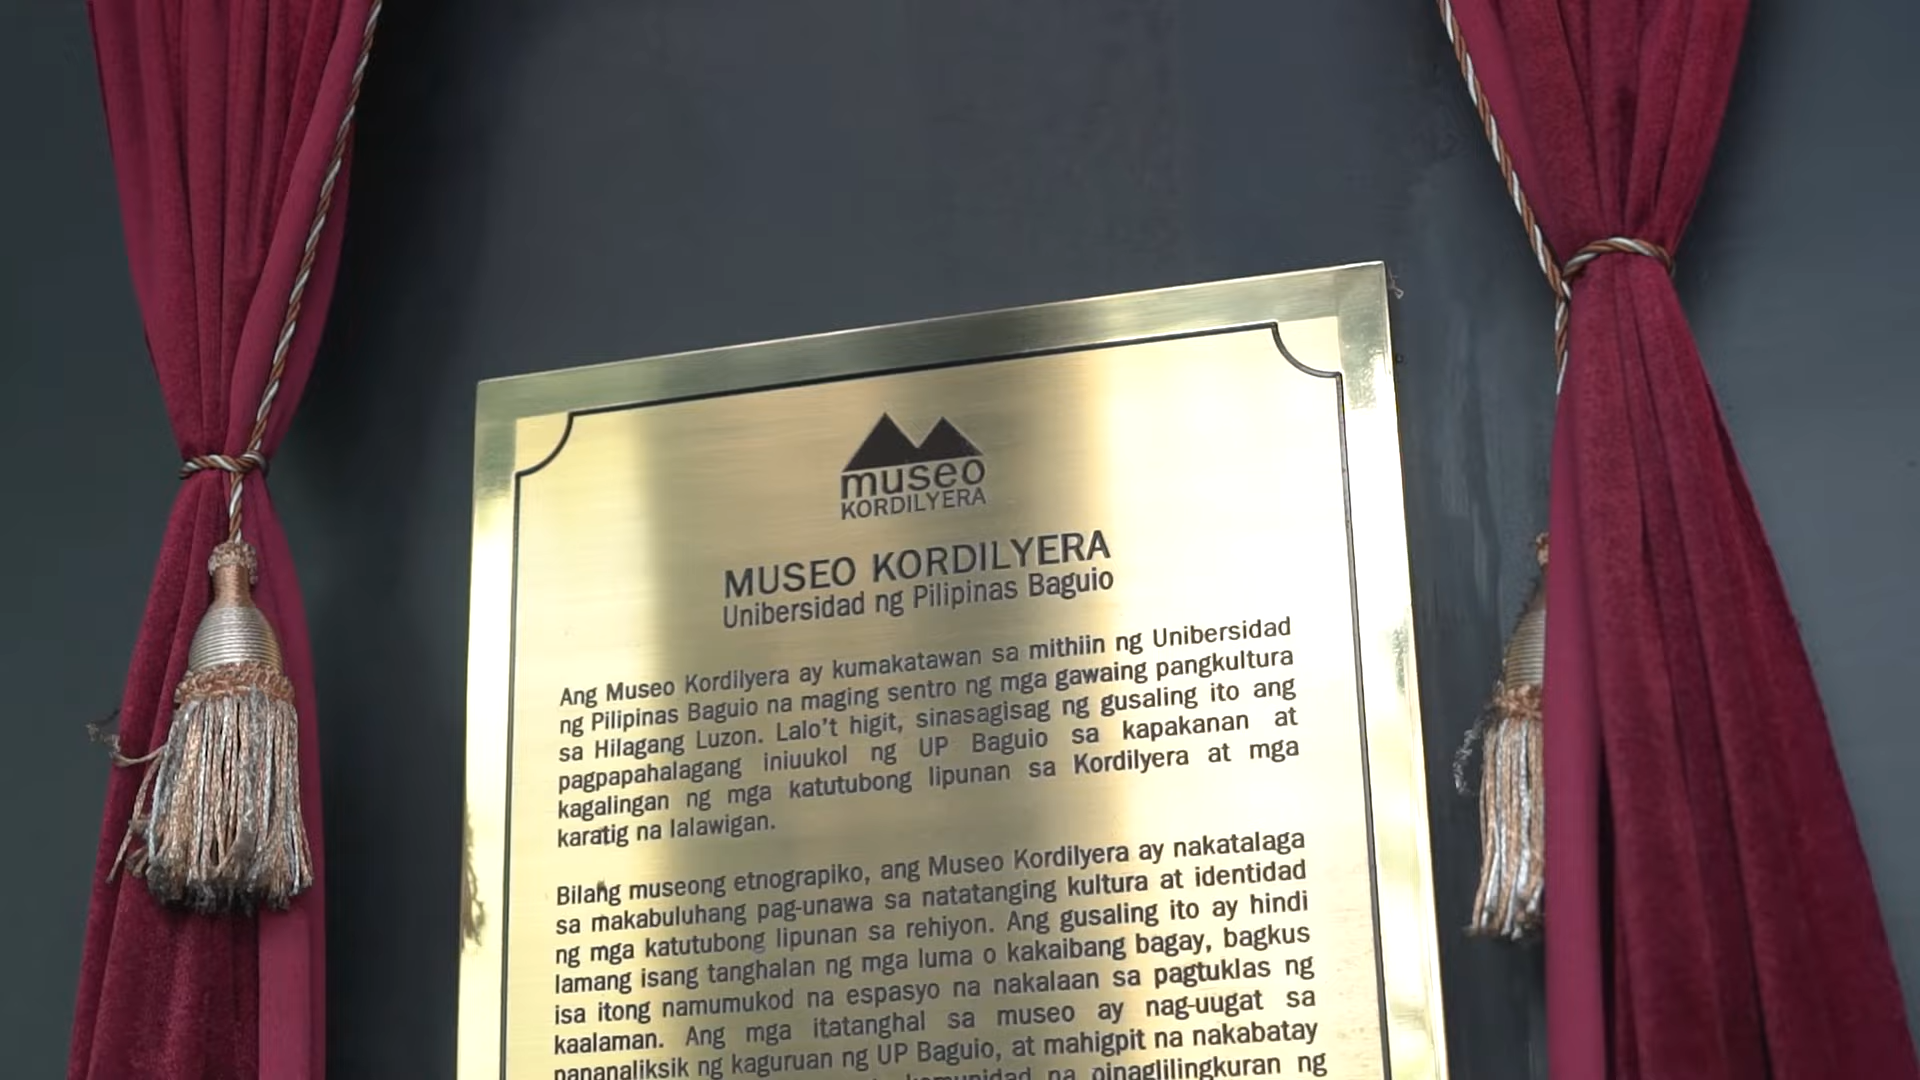 museo
KORDILYERA
MUSEO KORDILYERA
Unibersidad ng Pilipinas Baguio
Ang Museo Kordilyera ay kumakatawan sa mithiin ng Unibersidad
ng Pilipinas Baguio na maging sentro ng mga gawaing pangkultura
sa Hilagang Luzon. Lalo't higit, sinasagisag ng gusaling ito ang
pagpapahalagang iniuukol ng UP Baguio sa kapakanan at
kagalingan ng mga katutubong lipunan sa Kordilyera at mga
karatig na lalawigan.
Bilang museong etnograpiko, ang Museo Kordilyera ay nakatalaga
sa makabuluhang pag-unawa sa natatanging kultura at identidad
ng mga katutubong lipunan sa rehiyon. Ang gusaling ito ay hindi
lamang isang tanghalan ng mga luma o kakaibang bagay, bagkus
isa itong namumukod na espasyo na nakalaan sa pagtuklas ng
kaalaman. Ang mga itatanghal sa museo ay nag-uugat sa
pananaliksik ng kaguruan ng UP Baguio, at mahigpit na nakabatay
komunidad na pinaglilingkuran ng